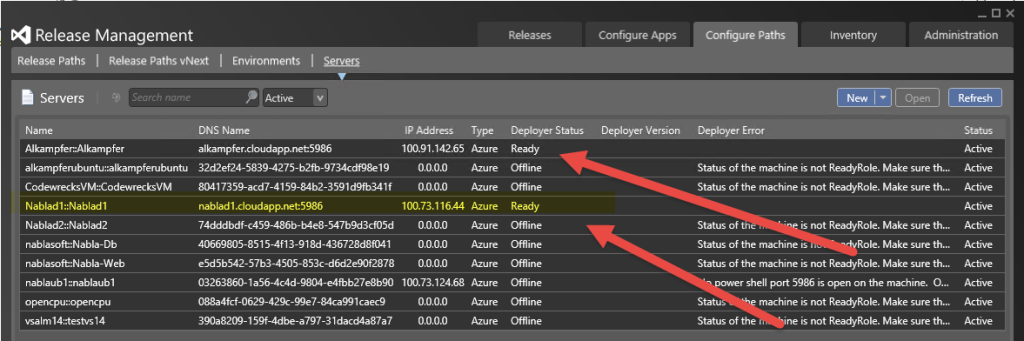 Release Management
Releases
Configure Apps
Configure Paths
Inventory
Administration
Release Paths | Release Paths vNext | Environments | Servers
Servers
Search name
Active
New
Open
Refresh
Name DNS Name IP Address Type Deployer Status Deployer Version Deployer Error Status
Alkampfer::Alkampfer alkampfer.cloudapp.net:5986 100.91.142.65 Azure Ready Active
alkampferubuntu::alkampferubuntu 32d2ef24-5839-4275-b2fb-9734cdf98e19 0.0.0.0 Azure Offline Status of the machine is not ReadyRole. Make sure th... Active
CodewrecksVM::CodewrecksVM 80417359-acd7-4159-84b2-3591d9fb341f 0.0.0.0 Azure Offline Status of the machine is not ReadyRole. Make sure th... Active
Nablad1::Nablad1 nablad1.cloudapp.net:5986 100.73.116.44 Azure Ready Active
Nablad2::Nablad2 74dddbdf-c459-486b-b4e8-547b9d3cf05d 0.0.0.0 Azure Offline Status of the machine is not ReadyRole. Make sure th... Active
nablasoft::Nabla-Db 40669805-8515-4f13-918d-436728d8f041 0.0.0.0 Azure Offline Status of the machine is not ReadyRole. Make sure th... Active
nablasoft::Nabla-Web e5d5b542-57b3-4505-853c-d6d2e90f2878 0.0.0.0 Azure Offline Status of the machine is not ReadyRole. Make sure th... Active
nablaub1::nablaub1 03263860-1a56-4c4d-9804-e4fbb27e8b90 100.73.124.68 Azure Offline power shell port 5986 is open on the machine. O... Active
opencpu::opencpu 088a4fcf-0629-429c-99e7-84ca991caec9 0.0.0.0 Azure Offline Status of the machine is not ReadyRole. Make sure th... Active
vsalm14::testvs14 390a8209-159f-4dbe-a797-31dacd4a87a7 0.0.0.0 Azure Offline Status of the machine is not ReadyRole. Make sure th... Active